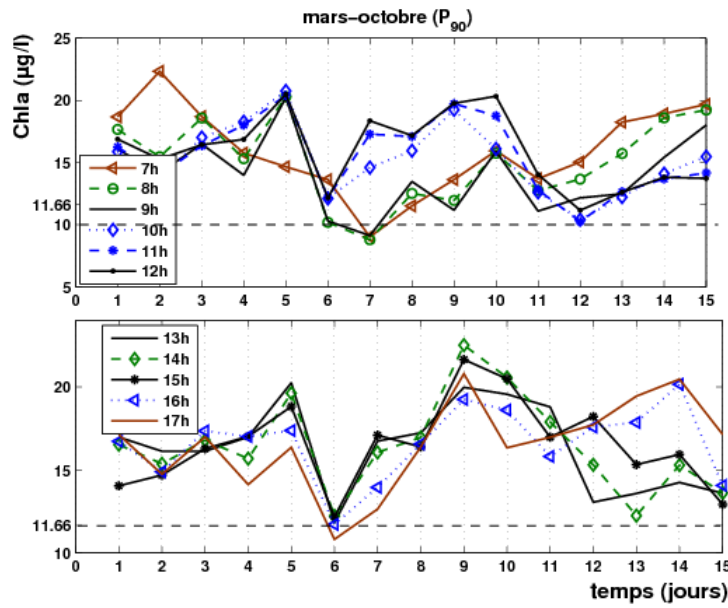 mars-octobre (P90)
Chla (µg/l)
25
20
15
11.66
10
5
7h
8h
9h
10h
11h
12h
0 1 2 3 4 5 6 7 8 9 10 11 12 13 14 15
20
15
11.66
10
13h
14h
15h
16h
17h
0 1 2 3 4 5 6 7 8 9 10 11 12 13 14 15
temps (jours)